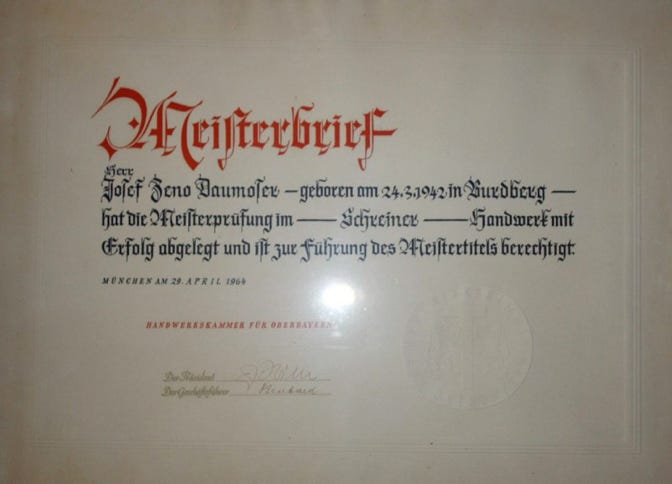 Meisterbrief
Herr
Josef Zeno Daumoser – geboren am 24.3.1942 in Burdberg —
hat die Meisterprüfung im — Schreiner — Handwerk mit
Erfolg abgelegt und ist zur Führung des Meistertitels berechtigt.
MÜNCHEN AM 29. APRIL 1964
HANDWERKSKAMMER FÜR OBERBAYERN
Der Präsident
Der Geschäftsführer